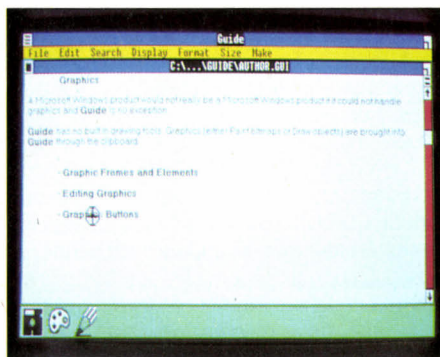 Guide
File Edit Search Display Format Size Make
C:\...\GUIDE\AUTHOR.GUI
Graphics
A Microsoft Windows product would not really be a Microsoft Windows product if it could not handle
graphics and Guide is no exception.
Guide has no built in drawing tools. Graphics (either Paint bitmaps or Draw objects) are brought into
Guide through the clipboard.
- Graphic Frames and Elements
- Editing Graphics
- Graphic Buttons